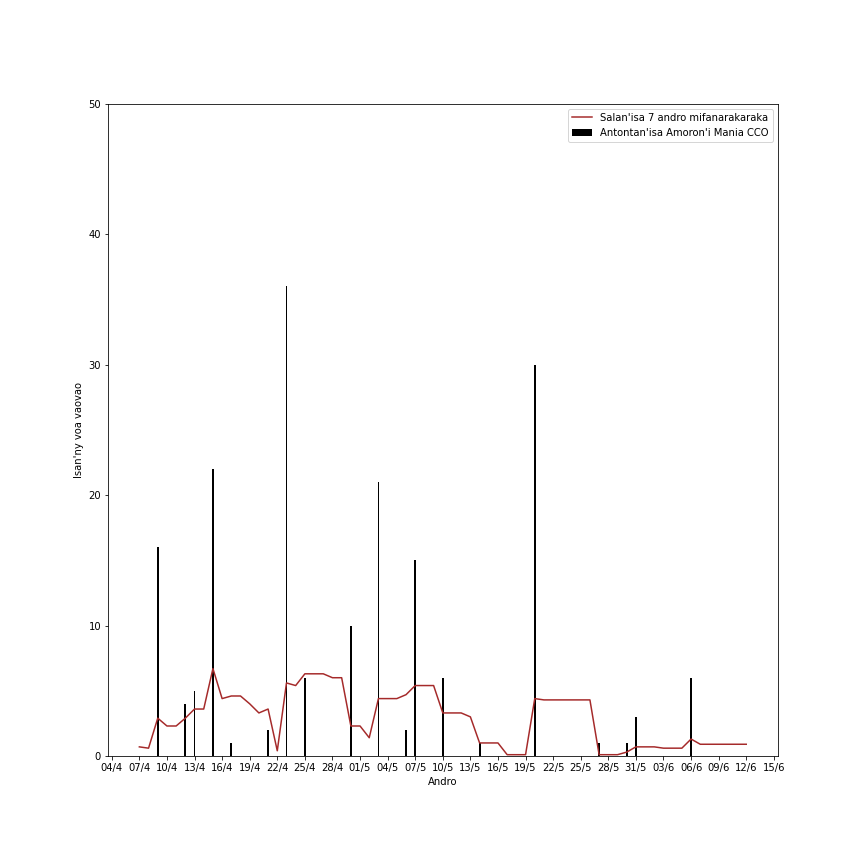 Salan'isa 7 andro mifanarakaraka
Antontan'isa Amoron'i Mania CCO
50
40
30
20
10
0
Isan'ny voa vaovao
04/4 07/4 10/4 13/4 16/4 19/4 22/4 25/4 28/4 01/5 04/5 07/5 10/5 13/5 16/5 19/5 22/5 25/5 28/5 31/5 03/6 06/6 09/6 12/6 15/6
Andro